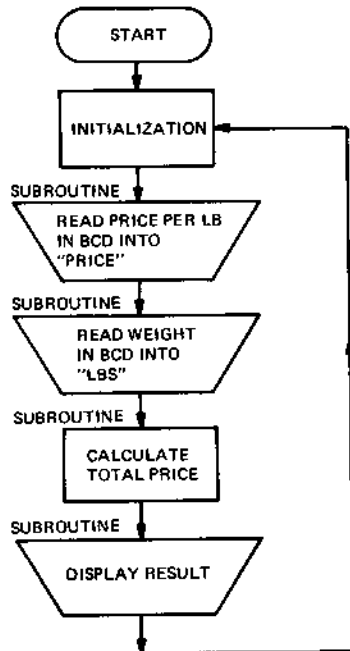 START
INITIALIZATION
SUBROUTINE
READ PRICE PER LB
IN BCD INTO
"PRICE"
SUBROUTINE
READ WEIGHT
IN BCD INTO
"LBS"
SUBROUTINE
CALCULATE
TOTAL PRICE
SUBROUTINE
DISPLAY RESULT